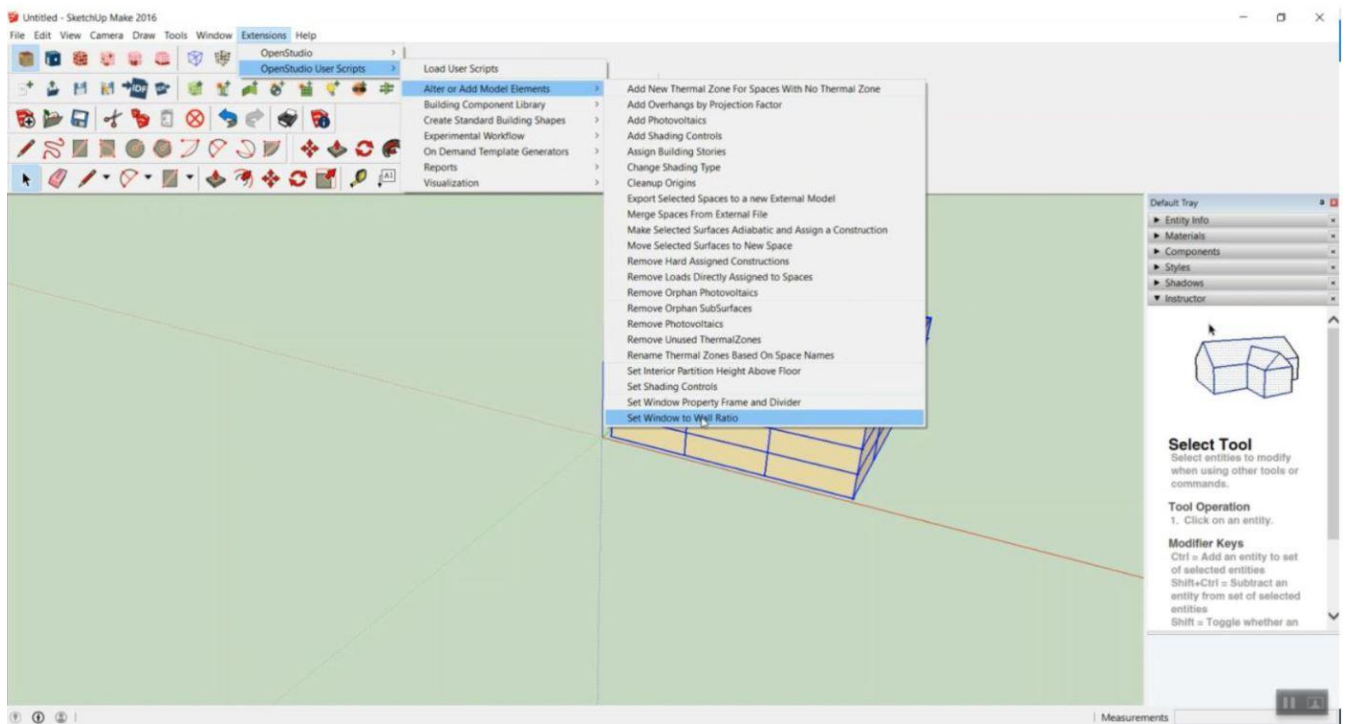 Untitled - SketchUp Make 2016
File Edit View Camera Draw Tools Window Extensions Help
OpenStudio
OpenStudio User Scripts
Load User Scripts
Alter or Add Model Elements
Building Component Library
Create Standard Building Shapes
Experimental Workflow
On Demand Template Generators
Reports
Visualization
Add New Thermal Zone For Spaces With No Thermal Zone
Add Overhangs by Projection Factor
Add Photovoltaics
Add Shading Controls
Assign Building Stories
Change Shading Type
Cleanup Origins
Export Selected Spaces to a new External Model
Merge Spaces From External File
Make Selected Surfaces Adiabatic and Assign a Construction
Move Selected Surfaces to New Space
Remove Hard Assigned Constructions
Remove Loads Directly Assigned to Spaces
Remove Orphan Photovoltaics
Remove Orphan SubSurfaces
Remove Photovoltaics
Remove Unused ThermalZones
Rename Thermal Zones Based On Space Names
Set Interior Partition Height Above Floor
Set Shading Controls
Set Window Property Frame and Divider
Set Window to Wall Ratio
IDF
A1
Default Tray
Entity Info
Materials
Components
Styles
Shadows
Instructor
Select Tool
Select entities to modify
when using other tools or
commands.
Tool Operation
1. Click on an entity.
Modifier Keys
Ctrl = Add an entity to set
of selected entities
Shift+Ctrl = Subtract an
entity from set of selected
entities
Shift = Toggle whether an
Measurements